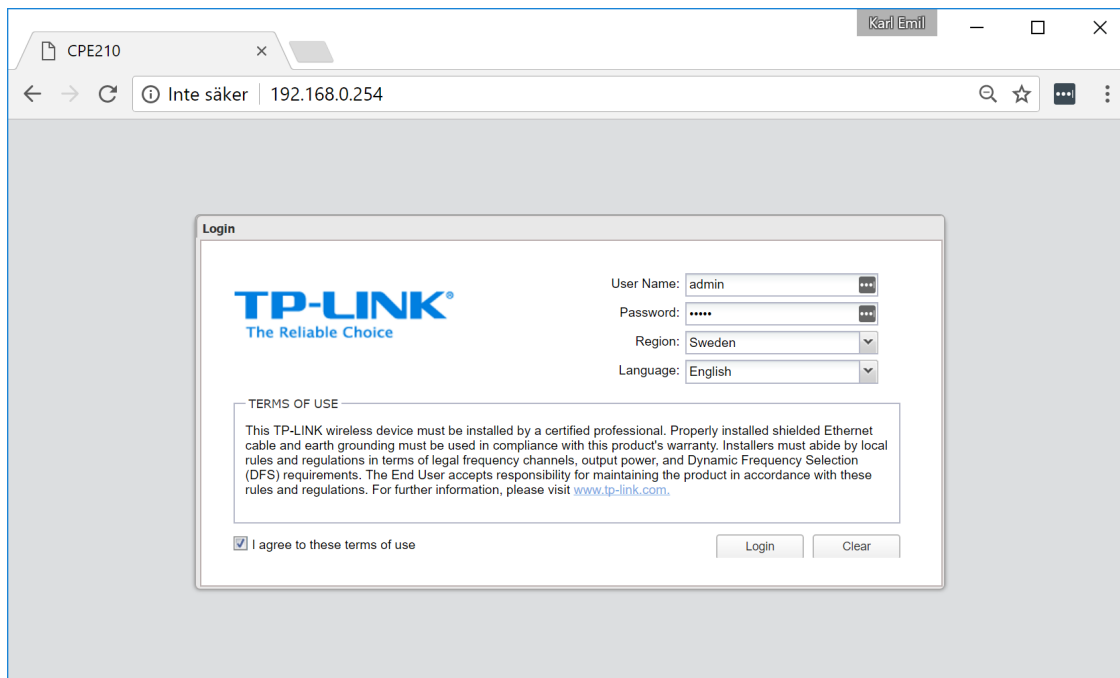 Karl Emil
CPE210
Inte säker
192.168.0.254
Login
TP-LINK®
The Reliable Choice
User Name: admin
Password: •••••
Region: Sweden
Language: English
TERMS OF USE
This TP-LINK wireless device must be installed by a certified professional. Properly installed shielded Ethernet
cable and earth grounding must be used in compliance with this product's warranty. Installers must abide by local
rules and regulations in terms of legal frequency channels, output power, and Dynamic Frequency Selection
(DFS) requirements. The End User accepts responsibility for maintaining the product in accordance with these
rules and regulations. For further information, please visit www.tp-link.com.
I agree to these terms of use
Login
Clear